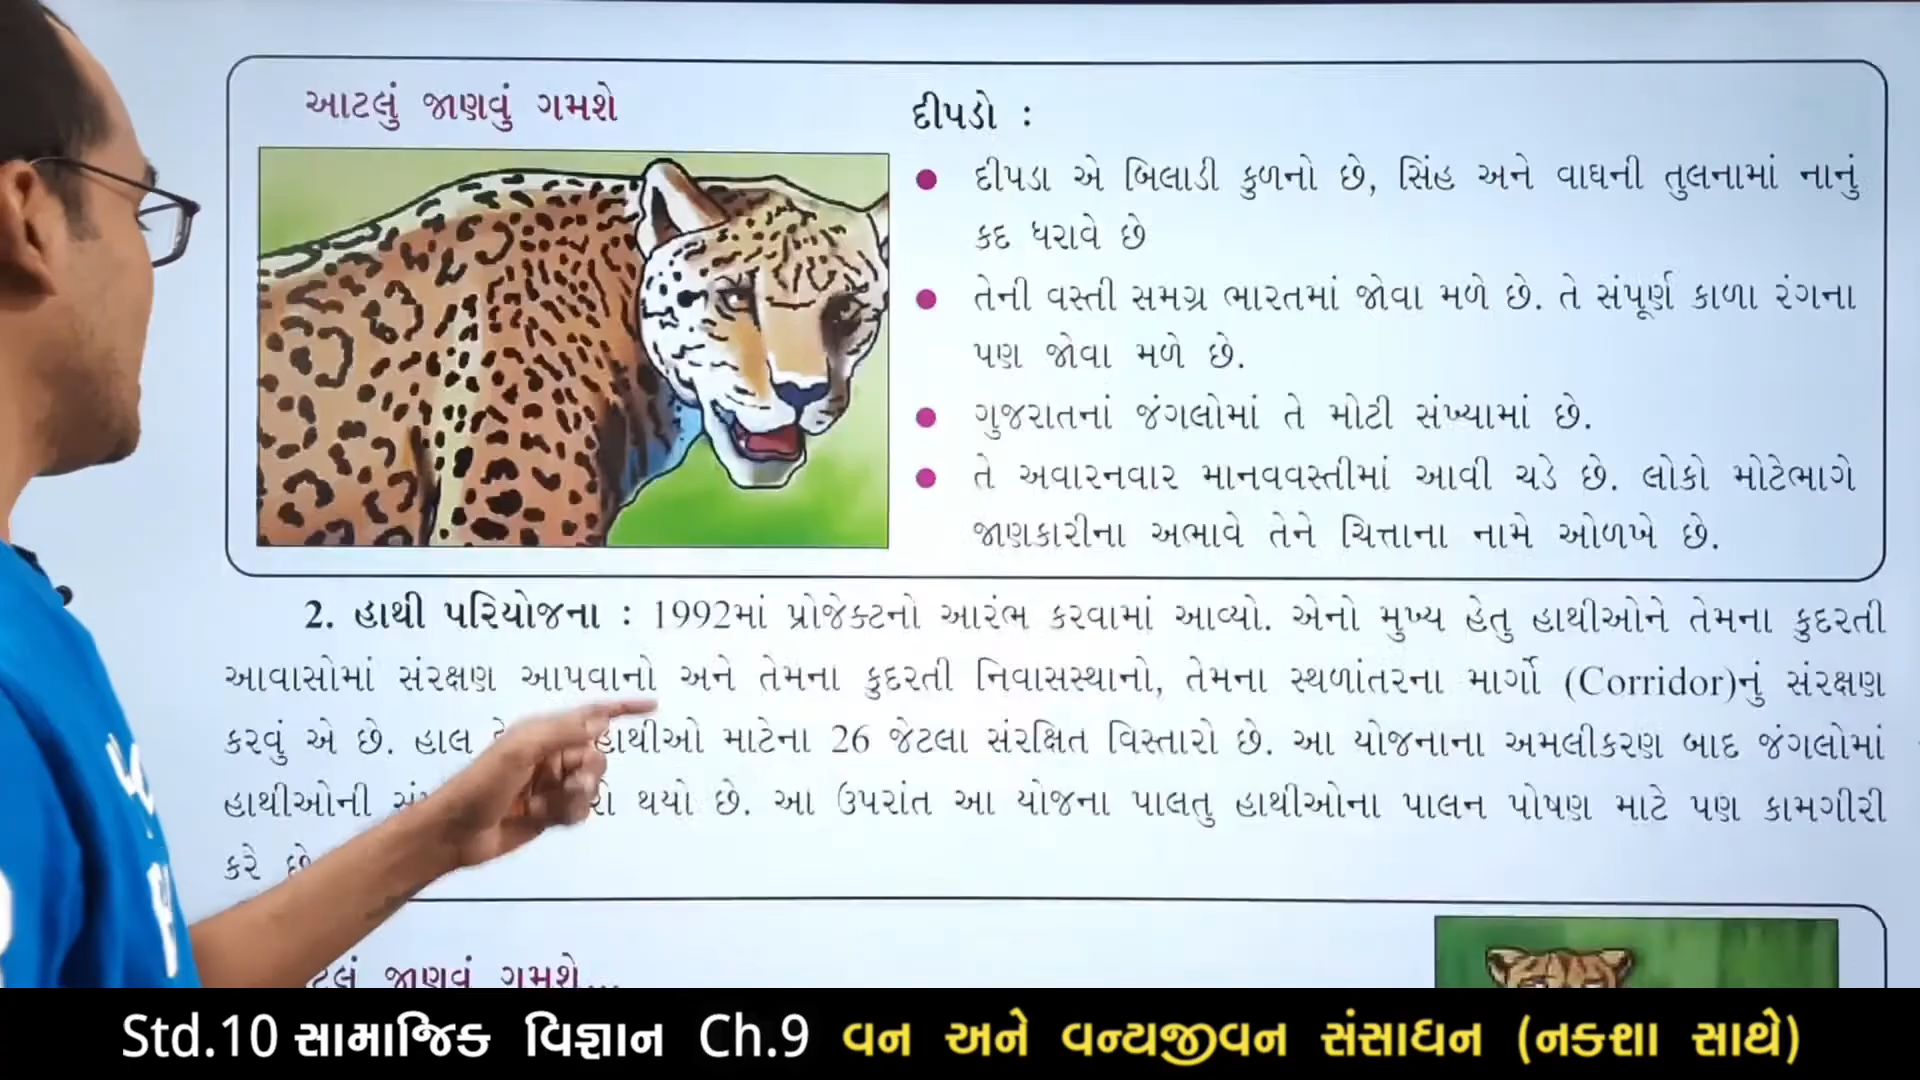 આટલું જાણવું ગમશે
દીપડો :
● દીપડા એ બિલાડી કુળનો છે, સિંહ અને વાઘની તુલનામાં નાનું
કદ ધરાવે છે
● તેની વસ્તી સમગ્ર ભારતમાં જોવા મળે છે. તે સંપૂર્ણ કાળા રંગના
પણ જોવા મળે છે.
● ગુજરાતનાં જંગલોમાં તે મોટી સંખ્યામાં છે.
● તે અવારનવાર માનવવસ્તીમાં આવી ચડે છે. લોકો મોટેભાગે
જાણકારીના અભાવે તેને ચિત્તાના નામે ઓળખે છે.
2. હાથી પરિયોજના : 1992માં પ્રોજેક્ટનો આરંભ કરવામાં આવ્યો. એનો મુખ્ય હેતુ હાથીઓને તેમના કુદરતી
આવાસોમાં સંરક્ષણ આપવાનો અને તેમના કુદરતી નિવાસસ્થાનો, તેમના સ્થળાંતરના માર્ગો (Corridor)નું સંરક્ષણ
કરવું એ છે. હાલ હાથીઓ માટેના 26 જેટલા સંરક્ષિત વિસ્તારો છે. આ યોજનાના અમલીકરણ બાદ જંગલોમાં
હાથીઓની થયો છે. આ ઉપરાંત આ યોજના પાલતુ હાથીઓના પાલન પોષણ માટે પણ કામગીરી
કરે છે
જાણવું ગમશે...
Std.10 સામાજિક વિજ્ઞાન Ch.9 વન અને વન્યજીવન સંસાધન (નકશા સાથે)